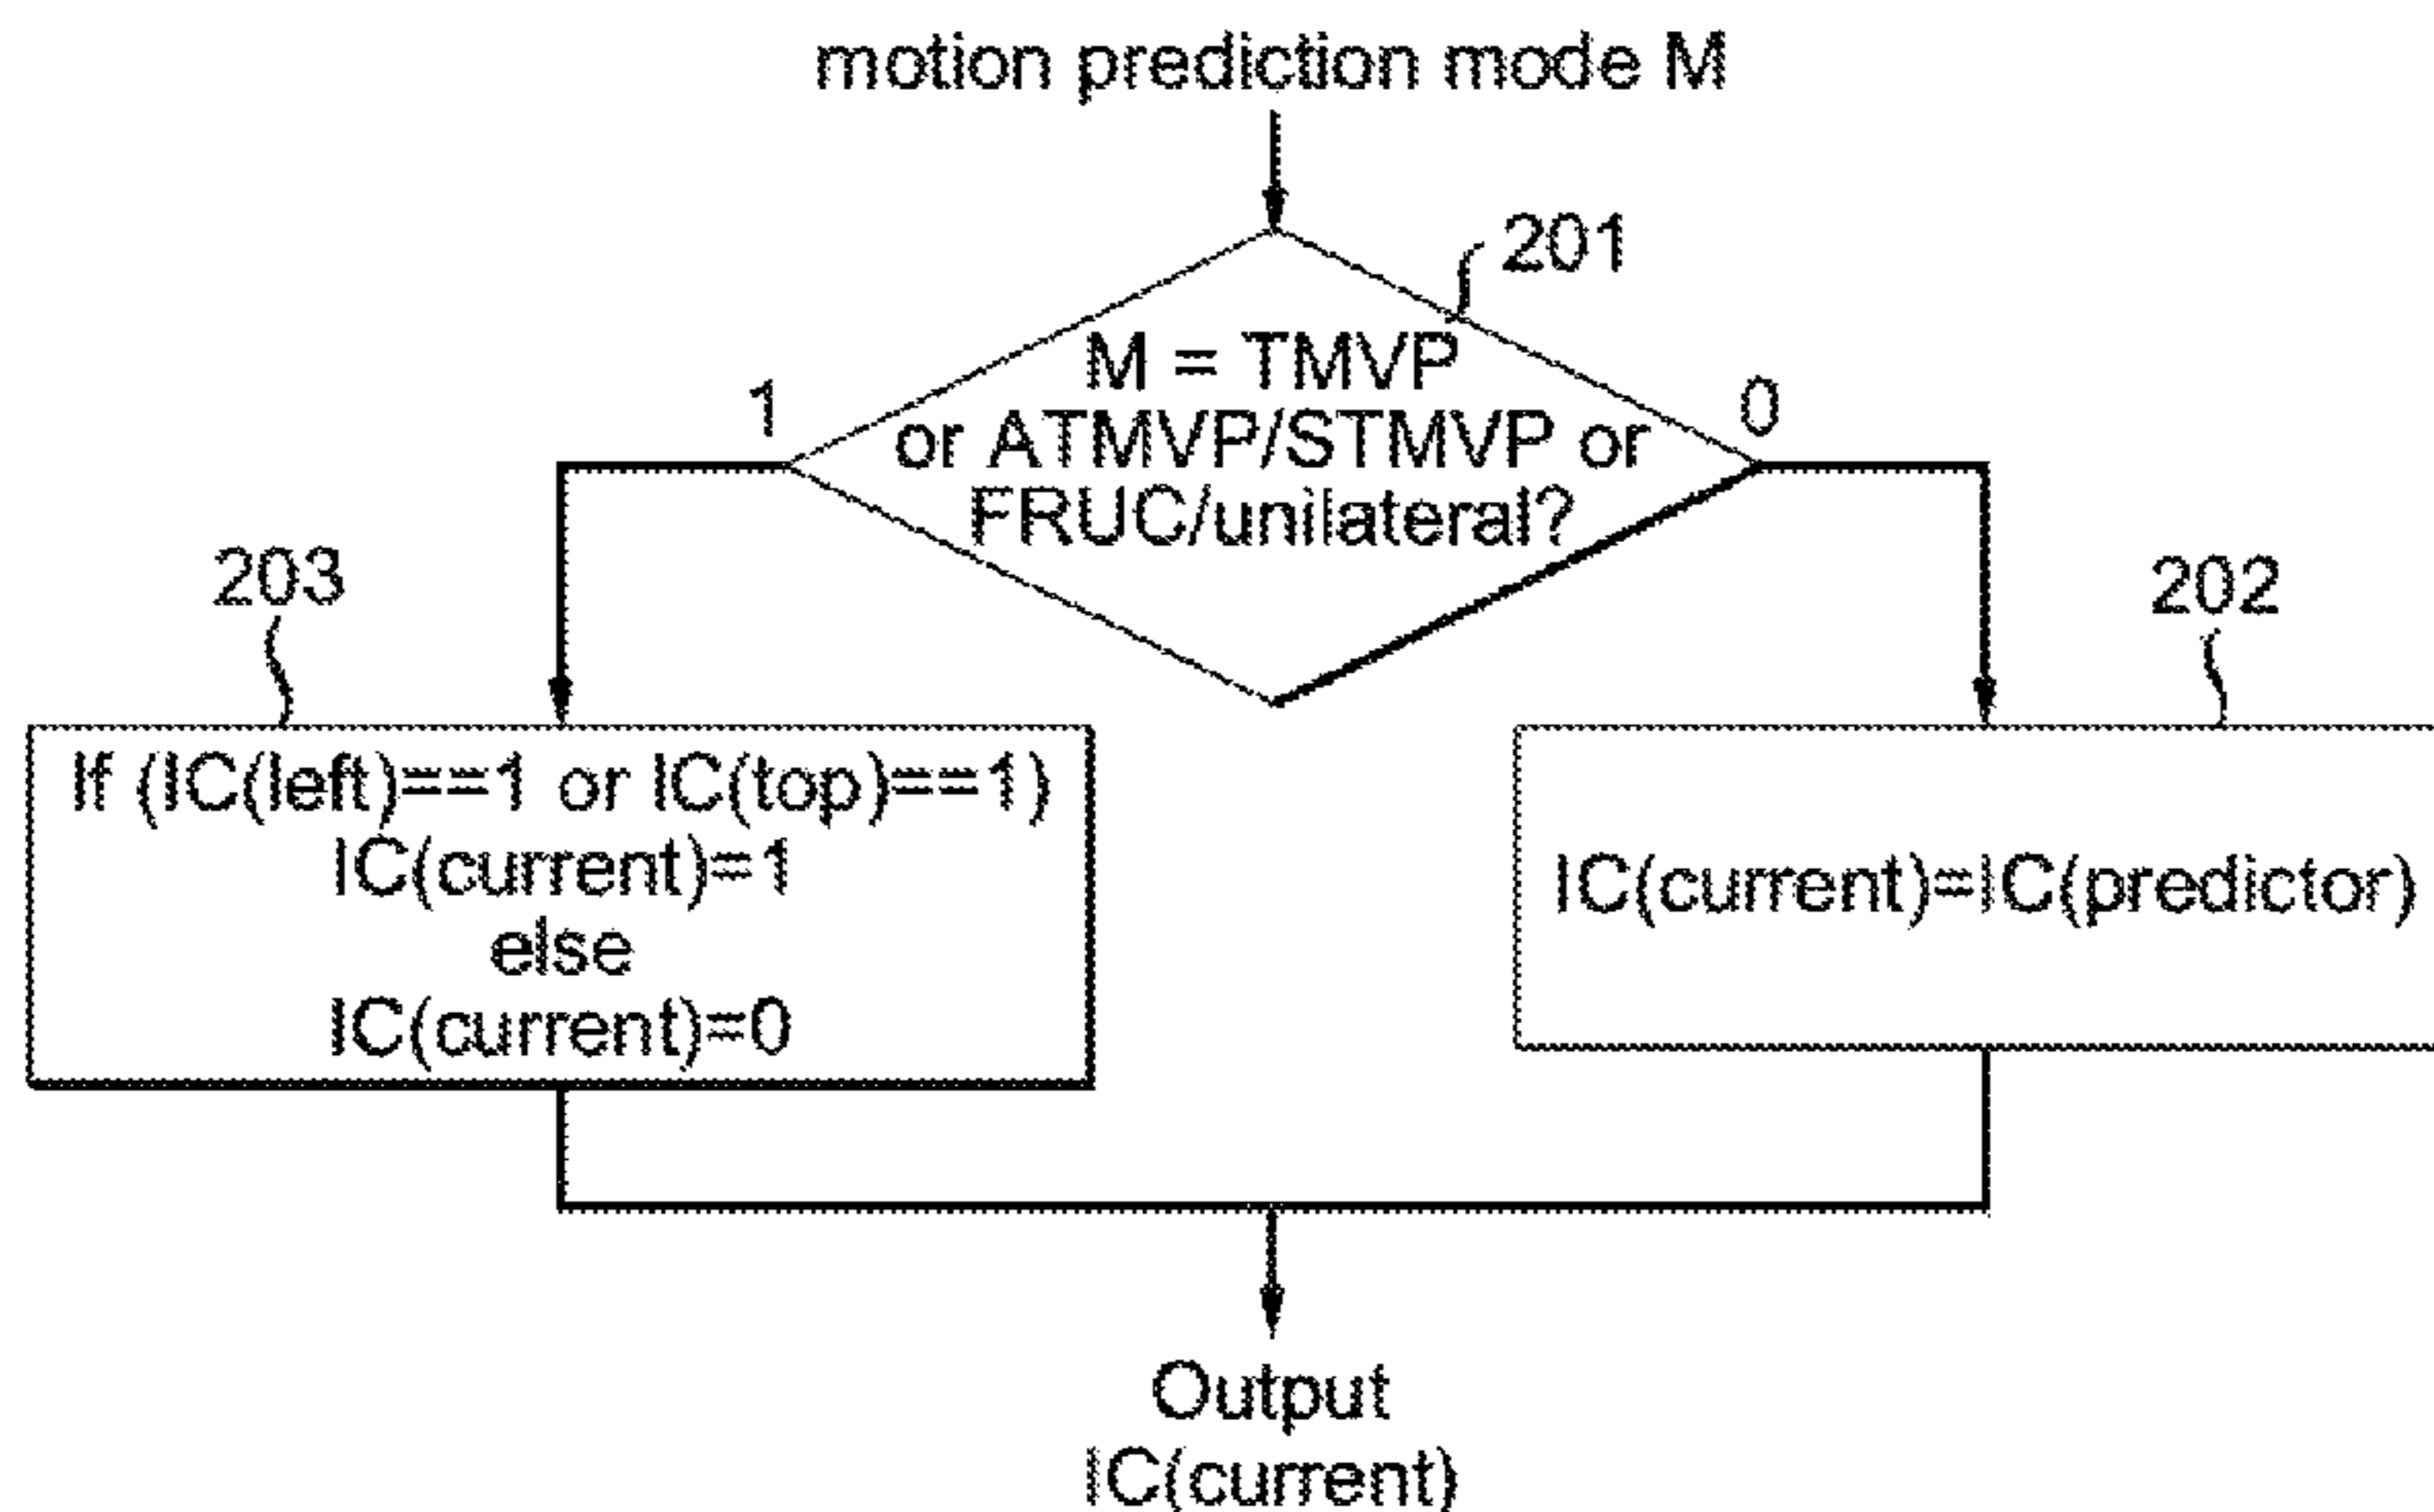 motion prediction mode M
201
M = TMVP
or ATMVP/STMVP or
FRUC/unilateral?
1
0
203
If (IC(left)==1 or IC(top)==1)
IC(current)=1
else
IC(current)=0
202
IC(current)=IC(predictor)
Output
IC(current)